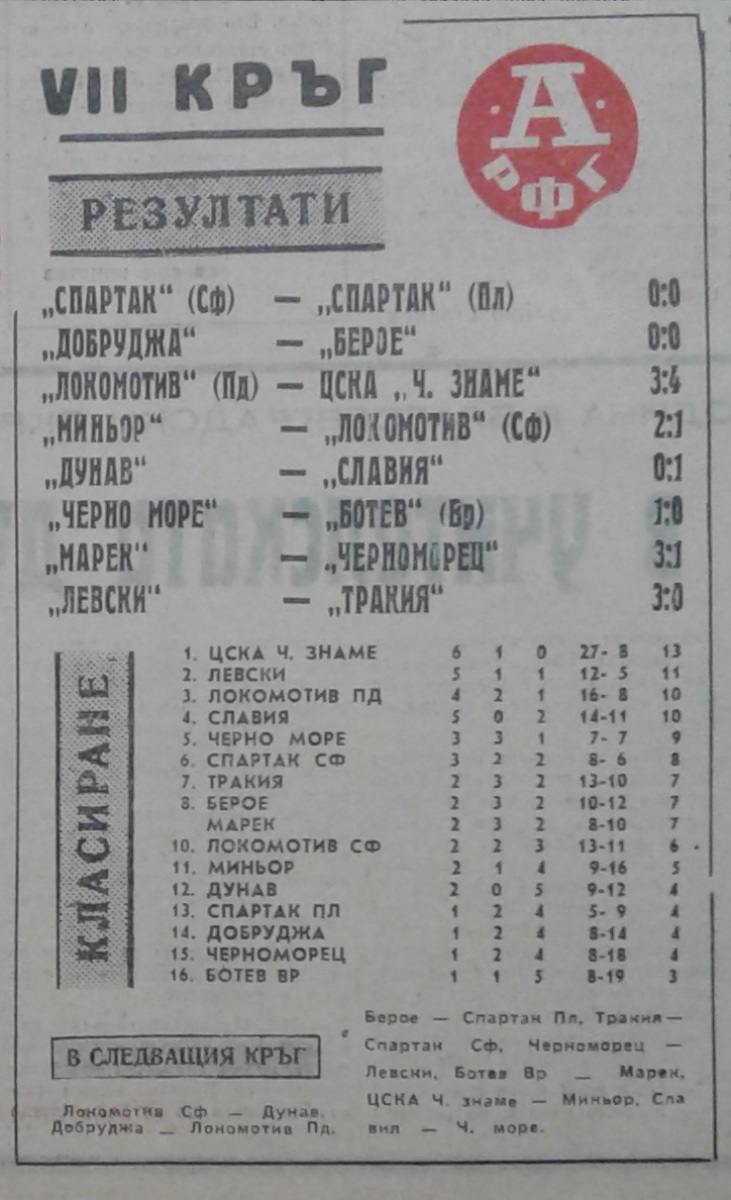 VII КРЪГ
А
РФГ
РЕЗУЛТАТИ
„СПАРТАК“ (Сф) — „СПАРТАК“ (Пл) 0:0
„ДОБРУДЖА“ — „БЕРОЕ“ 0:0
„ЛОКОМОТИВ“ (Пд) — ЦСКА „Ч. ЗНАМЕ“ 3:4
„МИНЬОР“ — „ЛОКОМОТИВ“ (Сф) 2:1
„ДУНАВ“ — „СЛАВИЯ“ 0:1
„ЧЕРНО МОРЕ“ — „БОТЕВ“ (Вр) 1:0
„МАРЕК“ — „ЧЕРНОМОРЕЦ“ 3:1
„ЛЕВСКИ“ — „ТРАКИЯ“ 3:0
КЛАСИРАНЕ
1. ЦСКА Ч. ЗНАМЕ 6 1 0 27- 8 13
2. ЛЕВСКИ 5 1 1 12- 5 11
3. ЛОКОМОТИВ ПД 4 2 1 16- 8 10
4. СЛАВИЯ 5 0 2 14-11 10
5. ЧЕРНО МОРЕ 3 3 1 7- 7 9
6. СПАРТАК СФ 3 2 2 8- 6 8
7. ТРАКИЯ 2 3 2 13-10 7
8. БЕРОЕ 2 3 2 10-12 7
МАРЕК 2 3 2 8-10 7
10. ЛОКОМОТИВ СФ 2 2 3 13-11 6
11. МИНЬОР 2 1 4 9-16 5
12. ДУНАВ 2 0 5 9-12 4
13. СПАРТАК ПЛ 1 2 4 5- 9 4
14. ДОБРУДЖА 1 2 4 8-14 4
15. ЧЕРНОМОРЕЦ 1 2 4 8-18 4
16. БОТЕВ ВР 1 1 5 8-19 3
В СЛЕДВАЩИЯ КРЪГ
Локомотив Сф — Дунав,
Добруджа — Локомотив Пд,
Берое — Спартак Пл, Тракия—
Спартак Сф, Черноморец —
Левски, Ботев Вр — Марек,
ЦСКА Ч. знаме — Миньор, Сла
вил — Ч. море.